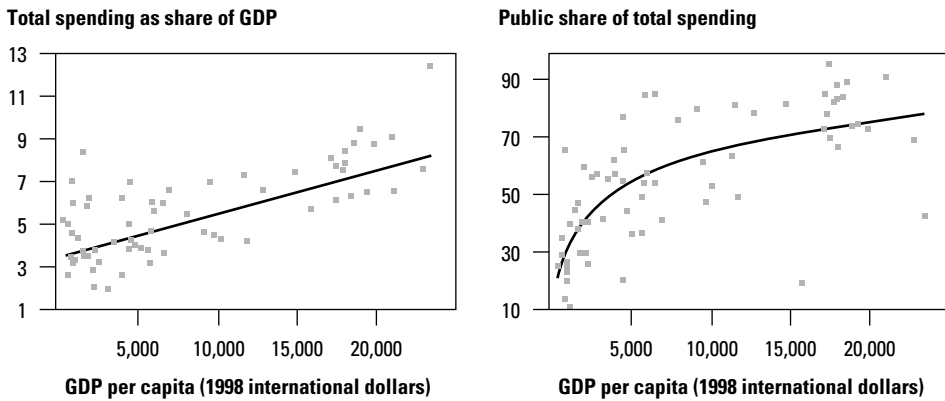 Total spending as share of GDP
13
11
9
7
5
3
1
5,000 10,000 15,000 20,000
GDP per capita (1998 international dollars)
Public share of total spending
90
70
50
30
10
5,000 10,000 15,000 20,000
GDP per capita (1998 international dollars)